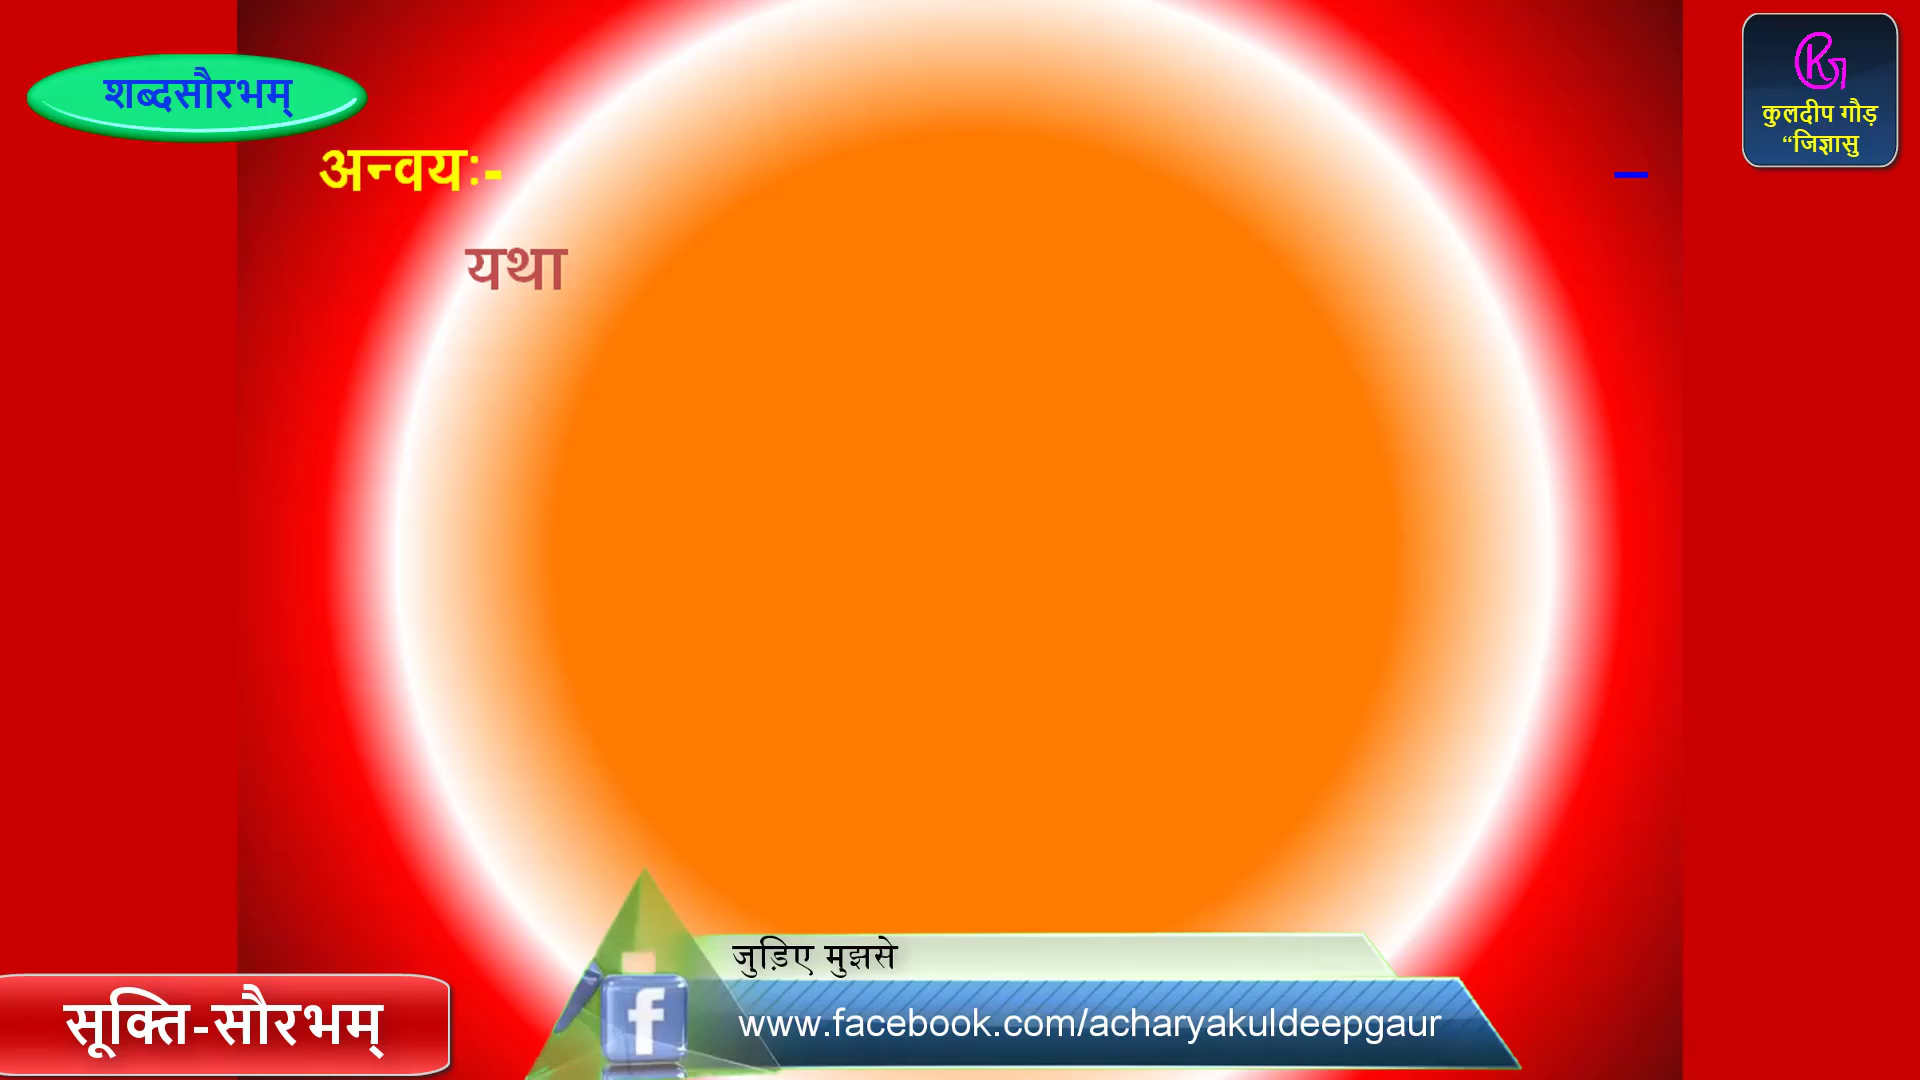 शब्दसौरभम्
कुलदीप गौड़
“जिज्ञासु
अन्वयः- –
यथा
जुड़िए मुझसे
www.facebook.com/acharyakuldeepgaur
सूक्ति-सौरभम्